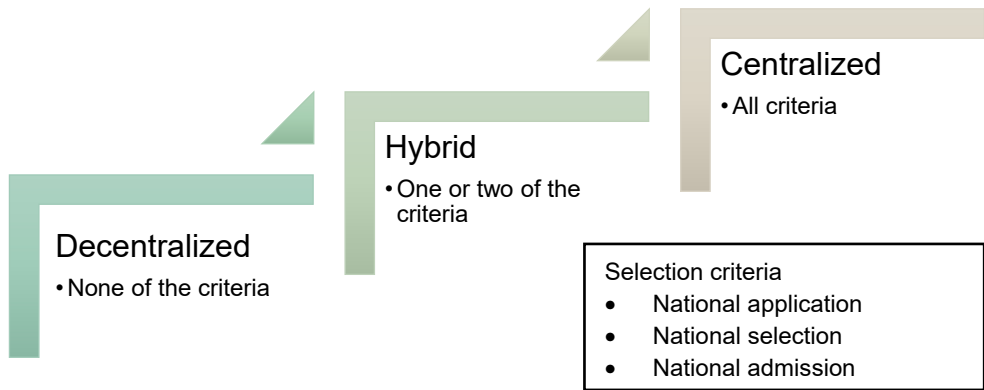 Decentralized
• None of the criteria
Hybrid
• One or two of the
criteria
Centralized
• All criteria
Selection criteria
• National application
• National selection
• National admission